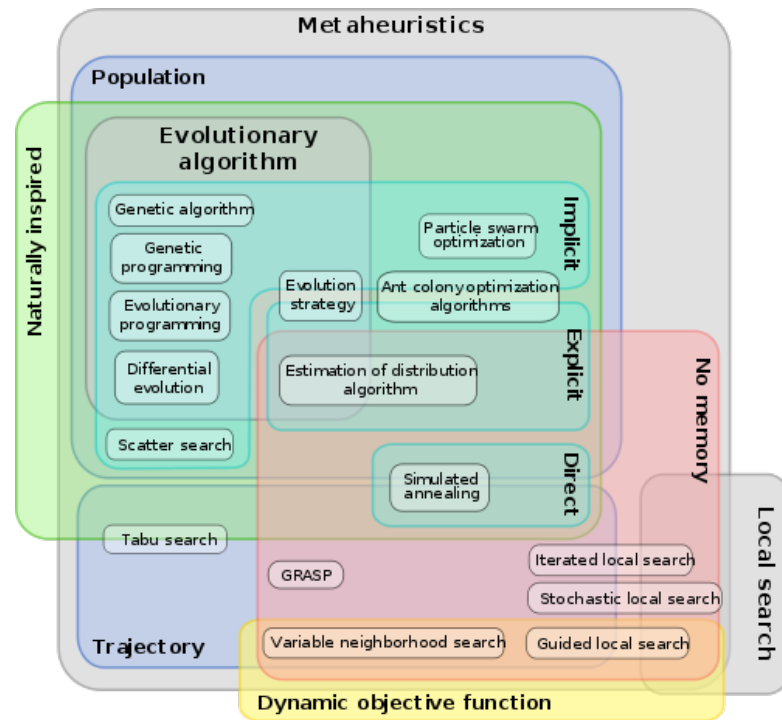 Metaheuristics
Population
Evolutionary
algorithm
Naturally inspired
Implicit
Genetic algorithm
Particle swarm
optimization
Genetic
programming
Evolution
strategy
Ant colony optimization
algorithms
Evolutionary
programming
Explicit
Differential
evolution
Estimation of distribution
algorithm
No memory
Scatter search
Direct
Simulated
annealing
Local search
Tabu search
Iterated local search
GRASP
Stochastic local search
Trajectory
Variable neighborhood search
Guided local search
Dynamic objective function